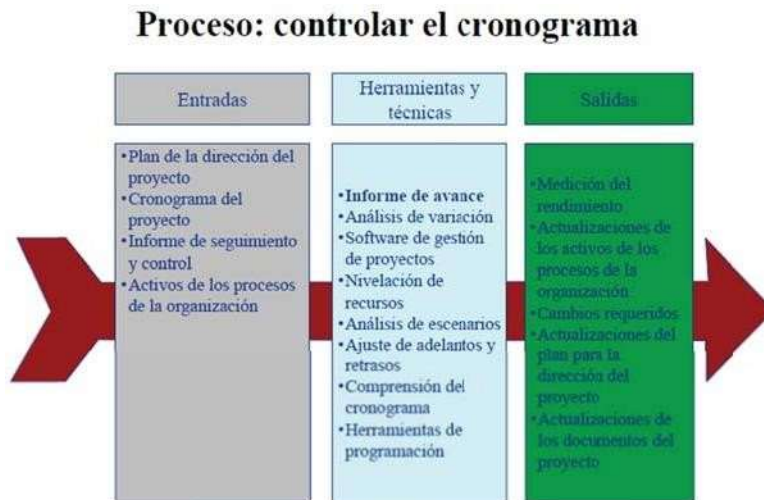 Proceso: controlar el cronograma
Entradas
•Plan de la dirección del
proyecto
•Cronograma del
proyecto
•Informe de seguimiento
y control
•Activos de los procesos
de la organización
Herramientas y
técnicas
•Informe de avance
•Análisis de variación
•Software de gestión
de proyectos
•Nivelación de
recursos
•Análisis de escenarios
•Ajuste de adelantos y
retrasos
•Comprensión del
cronograma
•Herramientas de
programación
Salidas
•Medición del
rendimiento
•Actualizaciones de
los activos de los
procesos de la
organización
•Cambios requeridos
•Actualizaciones del
plan para la
dirección del
proyecto
•Actualizaciones de
los documentos del
proyecto